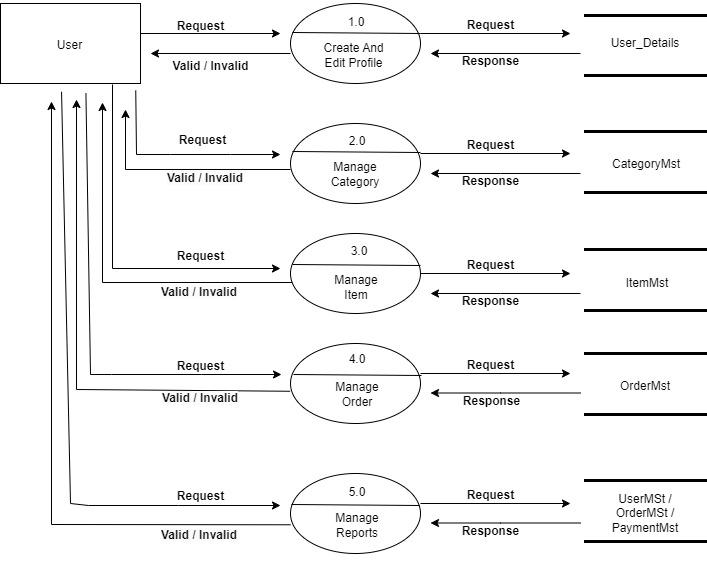 User
Request
Valid / Invalid
1.0
Create And
Edit Profile
Request
Response
User_Details
Request
Valid / Invalid
2.0
Manage
Category
Request
Response
CategoryMst
Request
Valid / Invalid
3.0
Manage
Item
Request
Response
ItemMst
Request
Valid / Invalid
4.0
Manage
Order
Request
Response
OrderMst
Request
Valid / Invalid
5.0
Manage
Reports
Request
Response
UserMSt /
OrderMSt /
PaymentMst